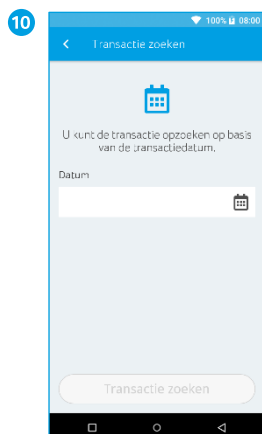 10
100% 08:00
Transactie zoeken
U kunt de transactie opzoeken op basis
van de transactiedatum.
Datum
Transactie zoeken